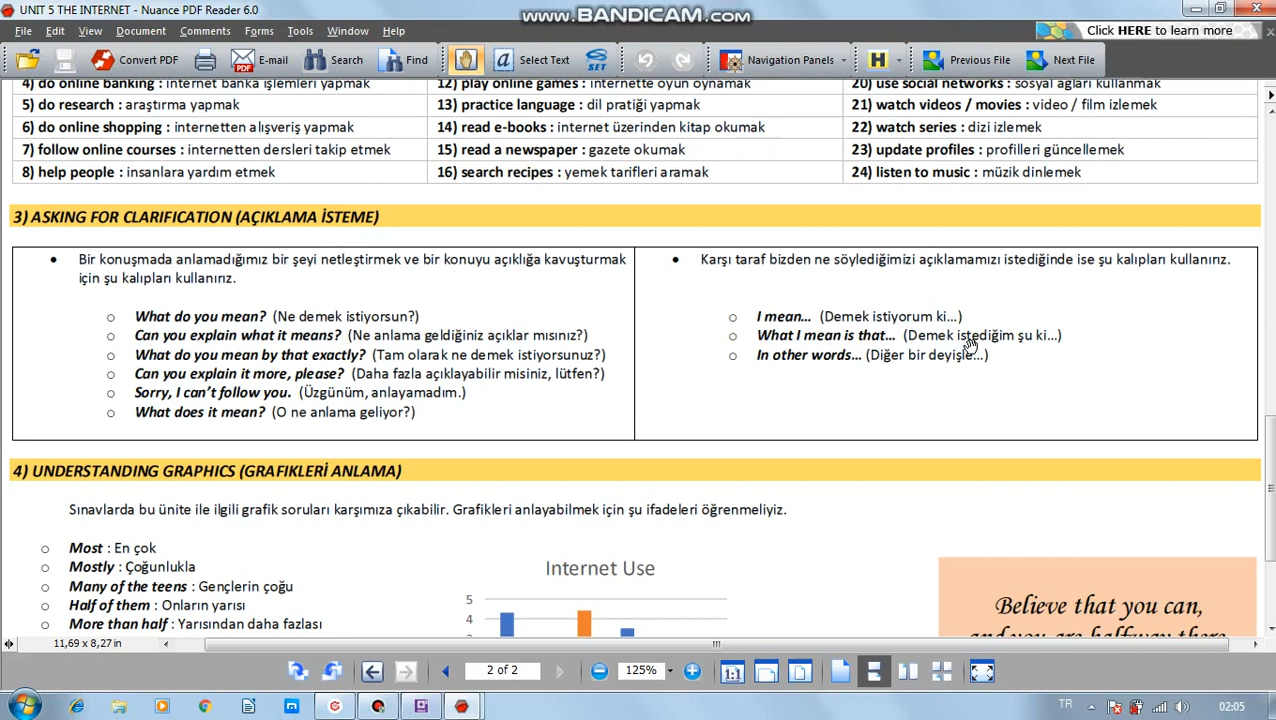 UNIT 5 THE INTERNET - Nuance PDF Reader 6.0
www.BANDICAM.com
File Edit View Document Comments Forms Tools Window Help
Click HERE to learn more
Convert PDF E-mail Search Find Select Text SET Navigation Panels H Previous File Next File
4) do online banking : internet banka işlemleri yapmak
12) play online games : internette oyun oynamak
20) use social networks : sosyal ağları kullanmak
5) do research : araştırma yapmak
13) practice language : dil pratiği yapmak
21) watch videos / movies : video / film izlemek
6) do online shopping : internetten alışveriş yapmak
14) read e-books : internet üzerinden kitap okumak
22) watch series : dizi izlemek
7) follow online courses : internetten dersleri takip etmek
15) read a newspaper : gazete okumak
23) update profiles : profilleri güncellemek
8) help people : insanlara yardım etmek
16) search recipes : yemek tarifleri aramak
24) listen to music : müzik dinlemek
3) ASKING FOR CLARIFICATION (AÇIKLAMA İSTEME)
• Bir konuşmada anlamadığımız bir şeyi netleştirmek ve bir konuyu açıklığa kavuşturmak
için şu kalıpları kullanırız.
o What do you mean? (Ne demek istiyorsun?)
o Can you explain what it means? (Ne anlama geldiğiniz açıklar mısınız?)
o What do you mean by that exactly? (Tam olarak ne demek istiyorsunuz?)
o Can you explain it more, please? (Daha fazla açıklayabilir misiniz, lütfen?)
o Sorry, I can't follow you. (Üzgünüm, anlayamadım.)
o What does it mean? (O ne anlama geliyor?)
• Karşı taraf bizden ne söylediğimizi açıklamamızı istediğinde ise şu kalıpları kullanırız.
o I mean... (Demek istiyorum ki...)
o What I mean is that... (Demek istediğim şu ki...)
o In other words... (Diğer bir deyişle...)
4) UNDERSTANDING GRAPHICS (GRAFIKLERİ ANLAMA)
Sınavlarda bu ünite ile ilgili grafik soruları karşımıza çıkabilir. Grafikleri anlayabilmek için şu ifadeleri öğrenmeliyiz.
o Most : En çok
o Mostly : Çoğunlukla
o Many of the teens : Gençlerin çoğu
o Half of them : Onların yarısı
o More than half : Yarısından daha fazlası
Internet Use
5
4
Believe that you can,
and you are halfway there
11,69 x 8,27 in
2 of 2
125%
1:1
TR
02:05